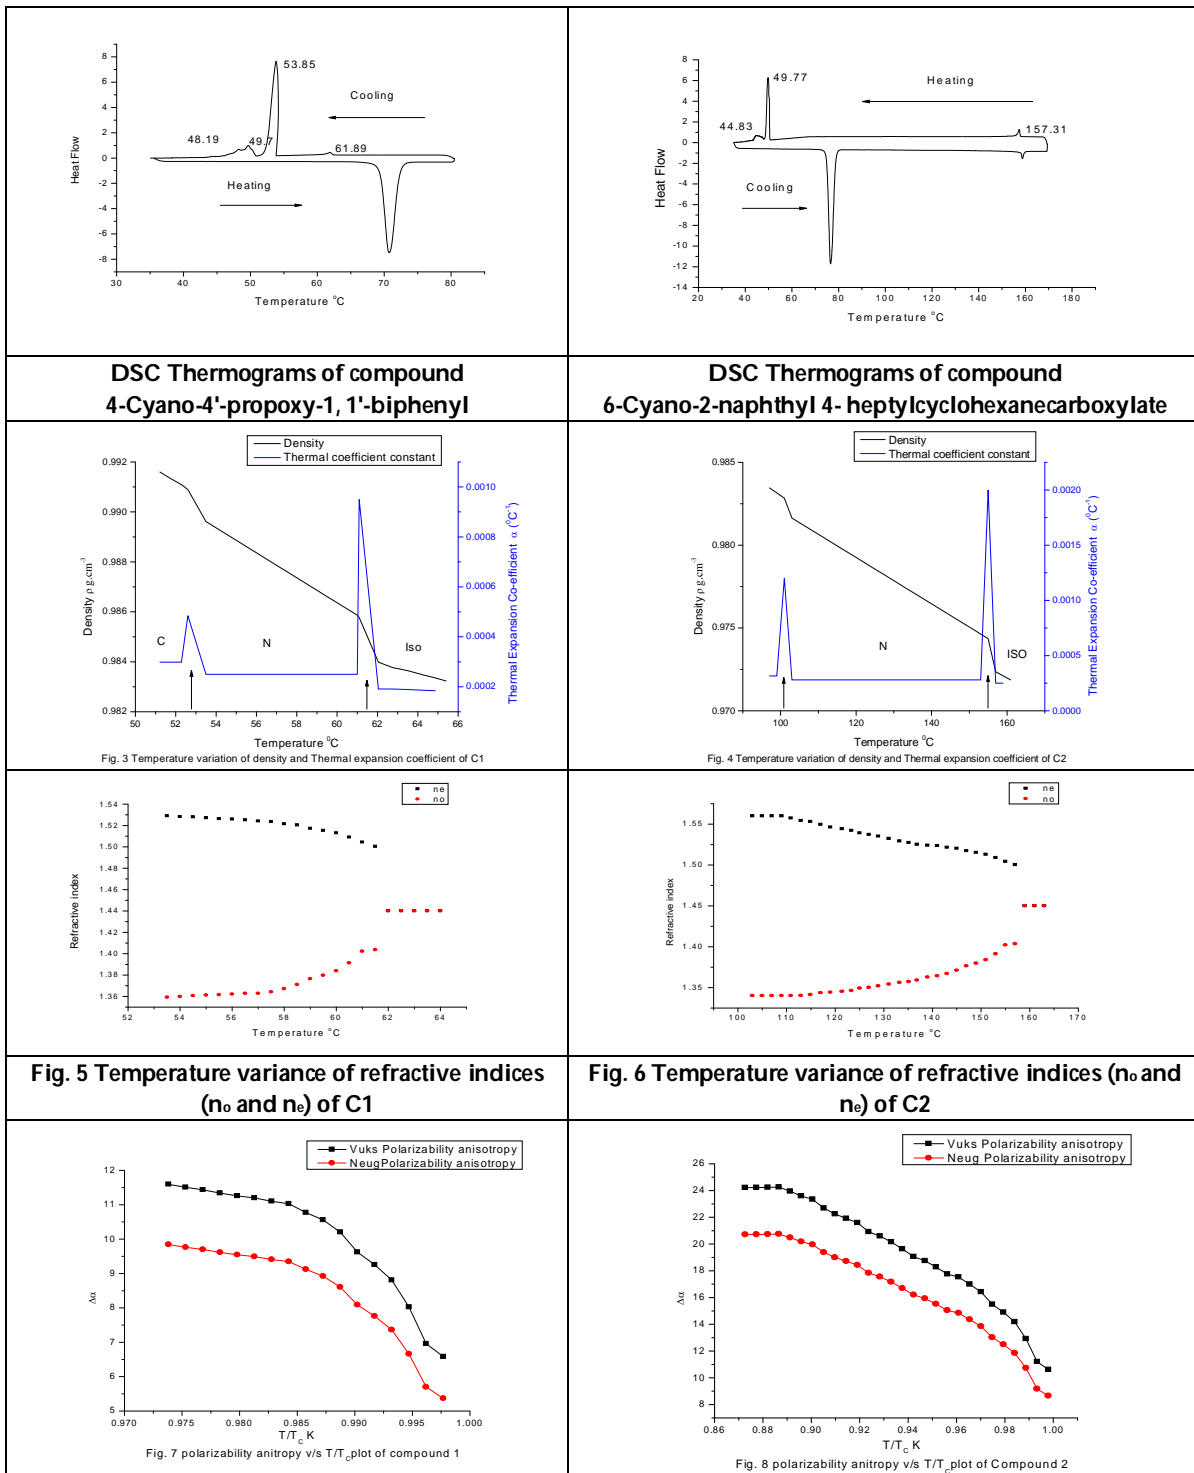 8
6
4
2
0
-2
-4
-6
-8
Heat Flow
53.85
Cooling
48.19
49.7
61.89
Heating
30 40 50 60 70 80
Temperature °C
8
6
4
2
0
-2
-4
-6
-8
-10
-12
-14
Heat Flow
49.77
Heating
44.83
157.31
Cooling
20 40 60 80 100 120 140 160 180
Temperature °C
DSC Thermograms of compound
4-Cyano-4'-propoxy-1, 1'-biphenyl
DSC Thermograms of compound
6-Cyano-2-naphthyl 4- heptylcyclohexanecarboxylate
Density
Thermal coefficient constant
0.992
0.990
0.988
0.986
0.984
0.982
Density ρ g.cm⁻³
C
N
Iso
0.0010
0.0008
0.0006
0.0004
0.0002
Thermal Expansion Co-efficient α (⁰C⁻¹)
50 52 54 56 58 60 62 64 66
Temperature ⁰C
Fig. 3 Temperature variation of density and Thermal expansion coefficient of C1
Density
Thermal coefficient constant
0.985
0.980
0.975
0.970
Density ρ g.cm⁻³
N
ISO
0.0020
0.0015
0.0010
0.0005
0.0000
Thermal Expansion Co-efficient α (⁰C⁻¹)
100 120 140 160
Temperature ⁰C
Fig. 4 Temperature variation of density and Thermal expansion coefficient of C2
ne
no
1.54
1.52
1.50
1.48
1.46
1.44
1.42
1.40
1.38
1.36
Refractive index
52 54 56 58 60 62 64
Temperature °C
ne
no
1.55
1.50
1.45
1.40
1.35
Refractive index
100 110 120 130 140 150 160 170
Temperature °C
Fig. 5 Temperature variance of refractive indices
(nₒ and nₑ) of C1
Fig. 6 Temperature variance of refractive indices (nₒ and
nₑ) of C2
Vuks Polarizability anisotropy
NeugPolarizability anisotropy
12
11
10
9
8
7
6
5
Δα
0.970 0.975 0.980 0.985 0.990 0.995 1.000
T/T_C K
Fig. 7 polarizability anitropy v/s T/T_Cplot of compound 1
Vuks Polarizability anisotropy
Neug Polarizability anisotropy
26
24
22
20
18
16
14
12
10
8
Δα
0.86 0.88 0.90 0.92 0.94 0.96 0.98 1.00
T/T_C K
Fig. 8 polarizability anitropy v/s T/T_Cplot of Compound 2